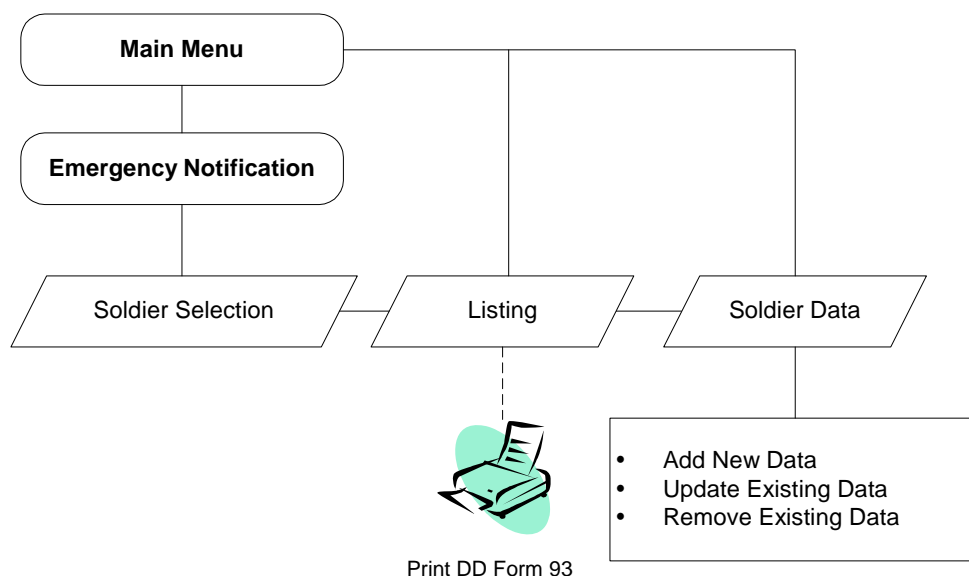 Main Menu
Emergency Notification
Soldier Selection
Listing
Soldier Data
• Add New Data
• Update Existing Data
• Remove Existing Data
Print DD Form 93